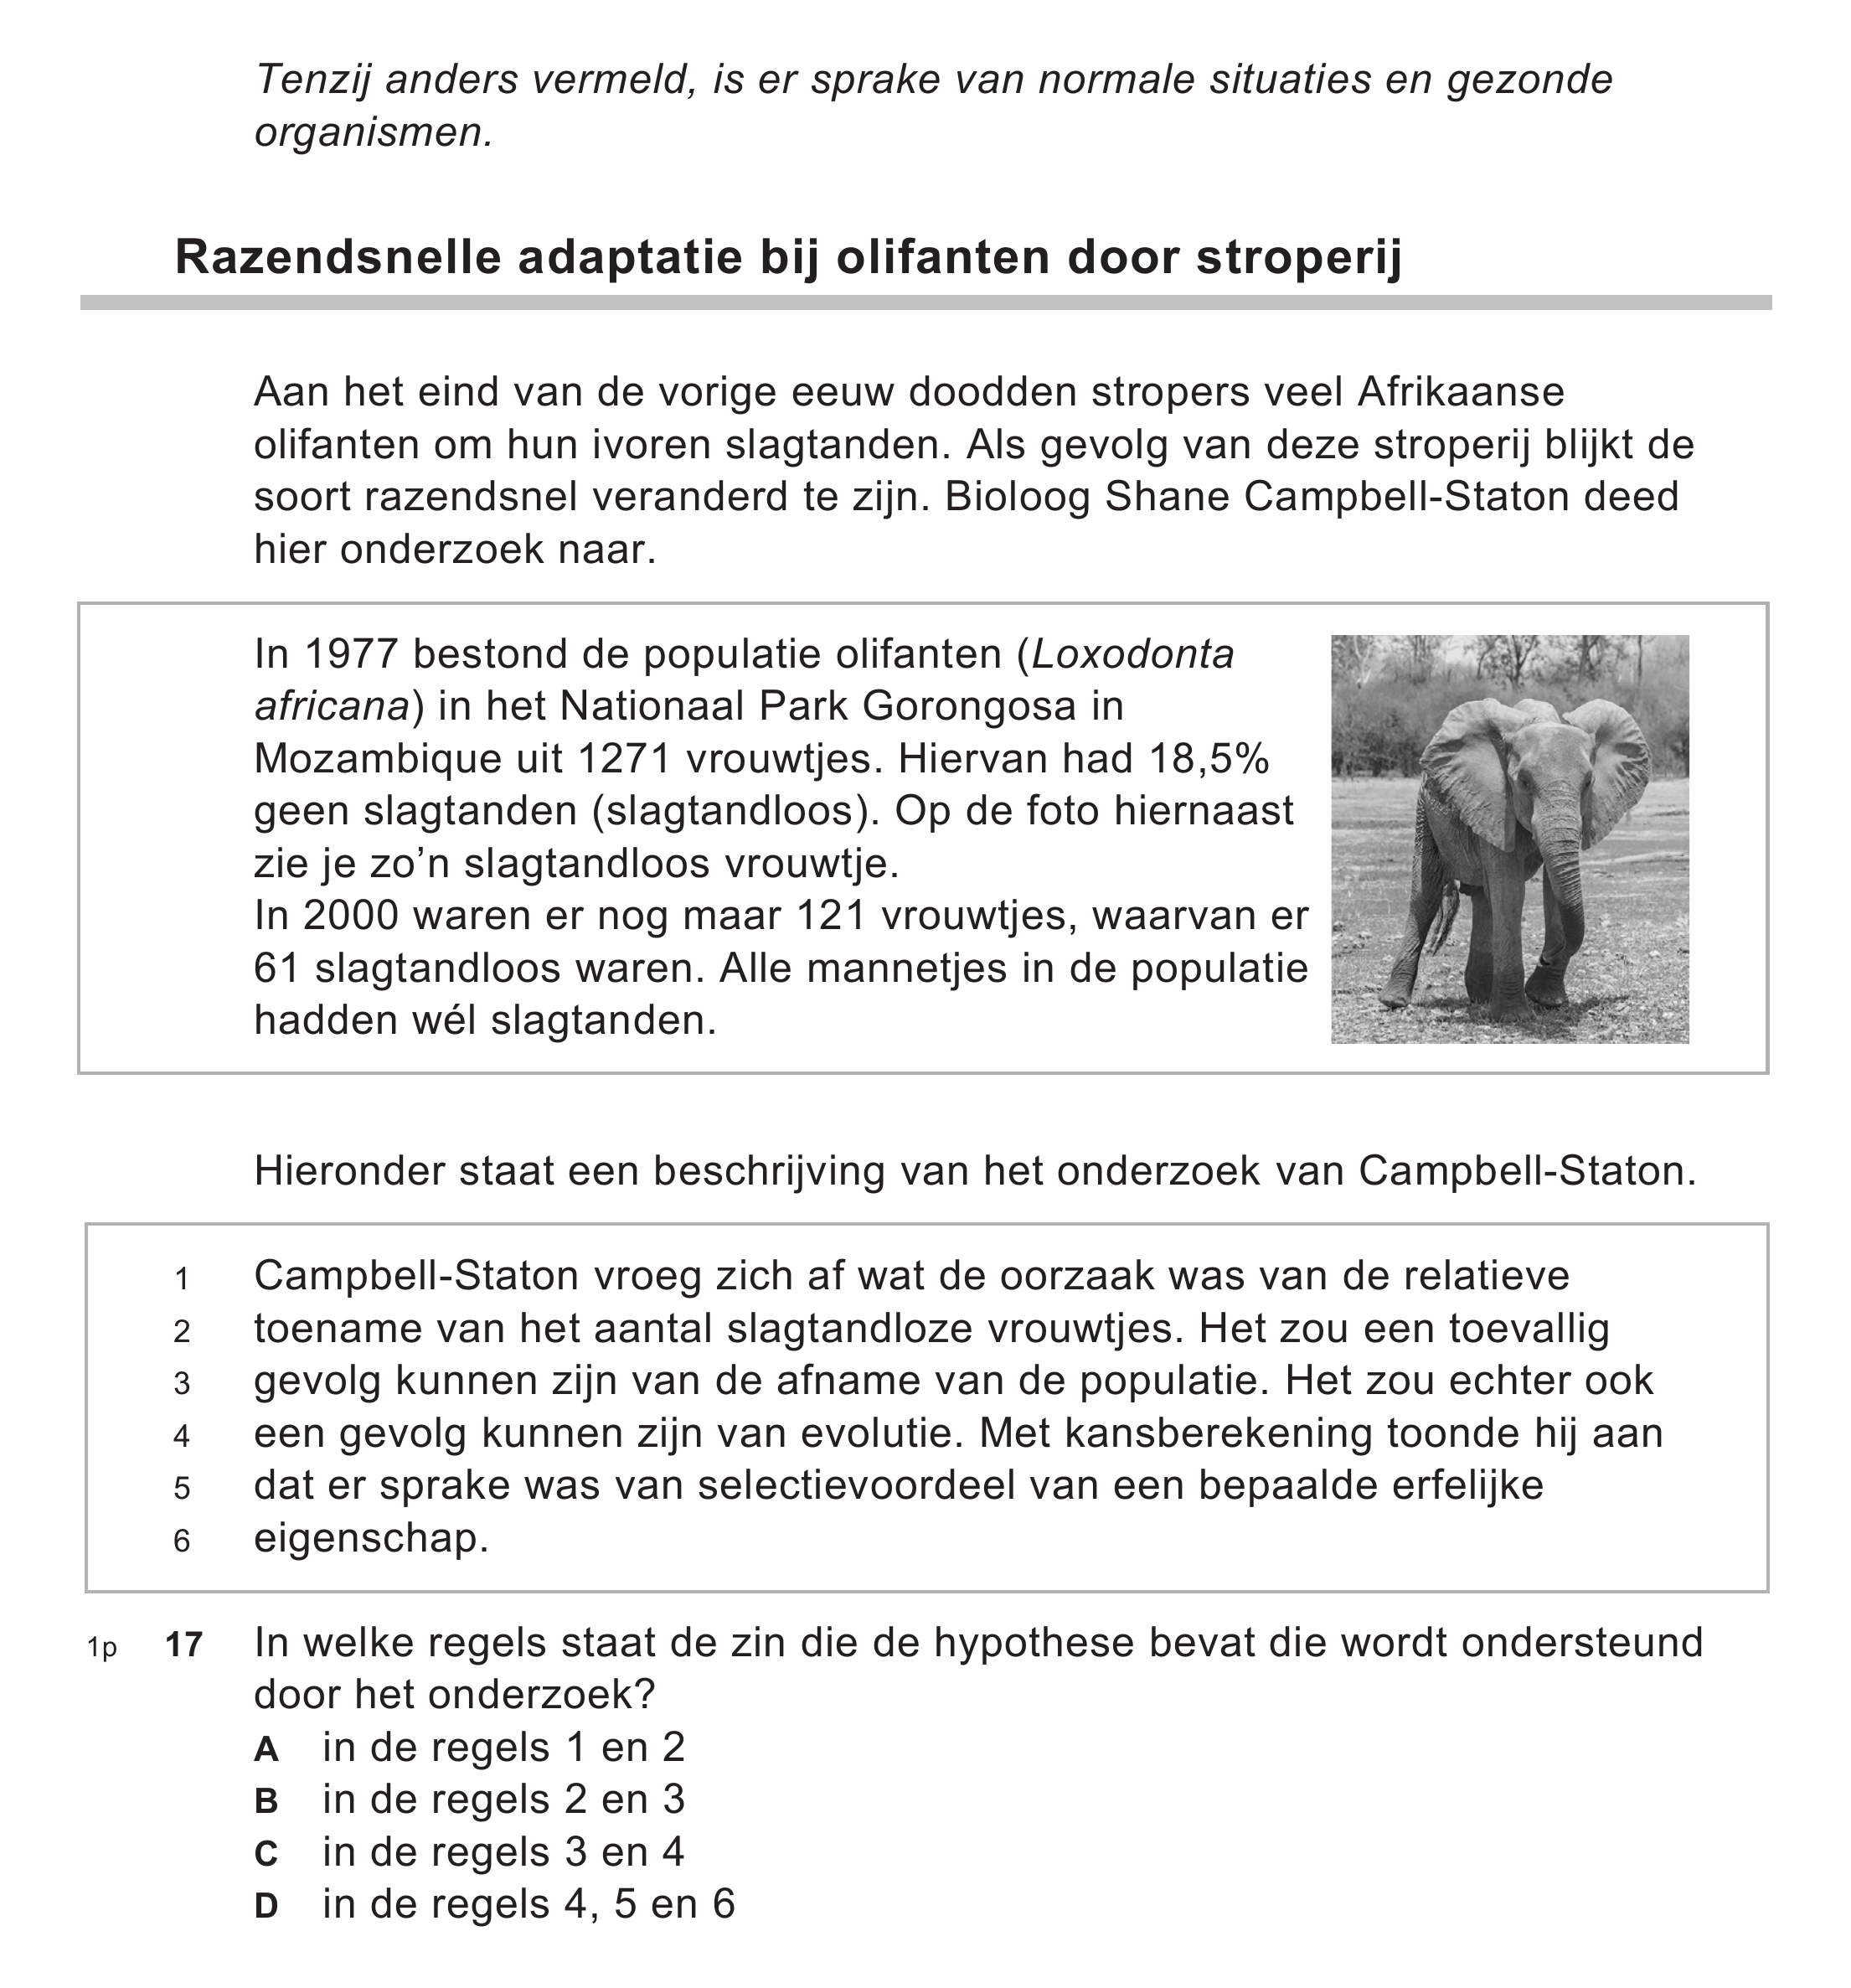 Tenzij anders vermeld, is er sprake van normale situaties en gezonde
organismen.
Razendsnelle adaptatie bij olifanten door stroperij
Aan het eind van de vorige eeuw doodden stropers veel Afrikaanse
olifanten om hun ivoren slagtanden. Als gevolg van deze stroperij blijkt de
soort razendsnel veranderd te zijn. Bioloog Shane Campbell-Staton deed
hier onderzoek naar.
In 1977 bestond de populatie olifanten (Loxodonta
africana) in het Nationaal Park Gorongosa in
Mozambique uit 1271 vrouwtjes. Hiervan had 18,5%
geen slagtanden (slagtandloos). Op de foto hiernaast
zie je zo’n slagtandloos vrouwtje.
In 2000 waren er nog maar 121 vrouwtjes, waarvan er
61 slagtandloos waren. Alle mannetjes in de populatie
hadden wél slagtanden.
Hieronder staat een beschrijving van het onderzoek van Campbell-Staton.
1 Campbell-Staton vroeg zich af wat de oorzaak was van de relatieve
2 toename van het aantal slagtandloze vrouwtjes. Het zou een toevallig
3 gevolg kunnen zijn van de afname van de populatie. Het zou echter ook
4 een gevolg kunnen zijn van evolutie. Met kansberekening toonde hij aan
5 dat er sprake was van selectievoordeel van een bepaalde erfelijke
6 eigenschap.
1p 17 In welke regels staat de zin die de hypothese bevat die wordt ondersteund
door het onderzoek?
A in de regels 1 en 2
B in de regels 2 en 3
C in de regels 3 en 4
D in de regels 4, 5 en 6